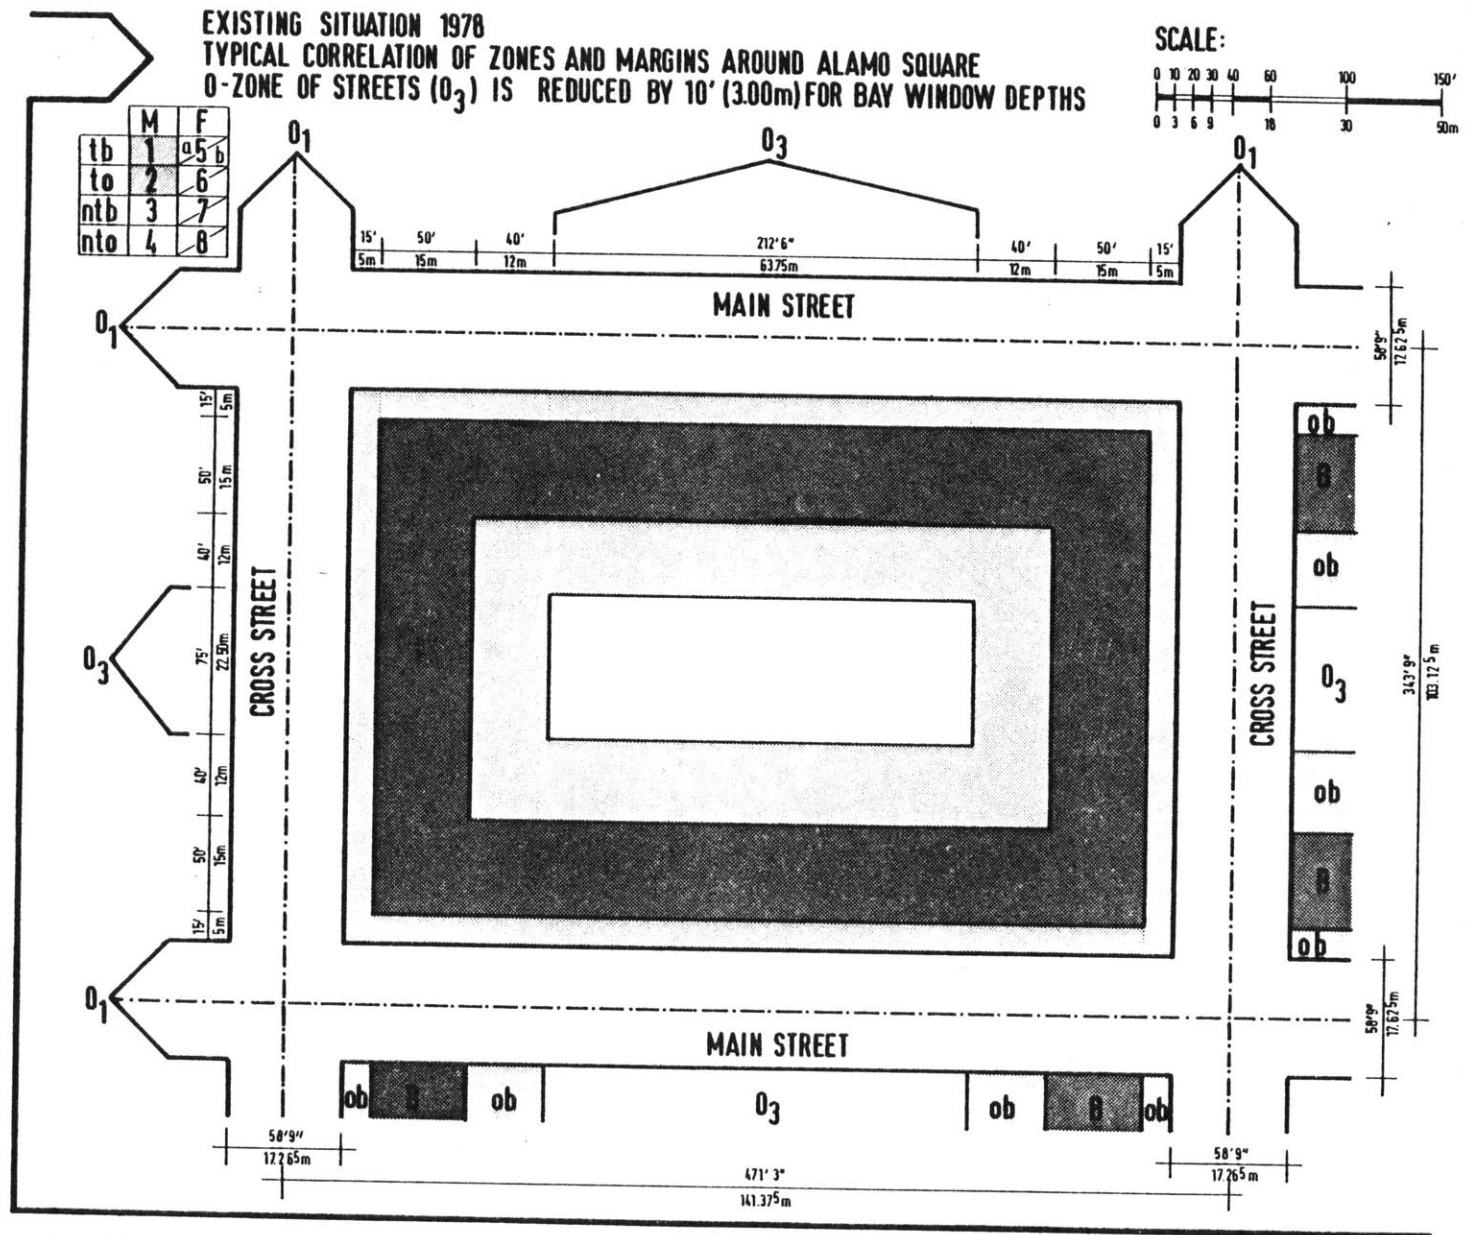 EXISTING SITUATION 1978
TYPICAL CORRELATION OF ZONES AND MARGINS AROUND ALAMO SQUARE
O-ZONE OF STREETS (O3) IS REDUCED BY 10' (3.00m) FOR BAY WINDOW DEPTHS
SCALE:
0 10 20 30 40 60 100 150'
0 3 6 9 18 30 50m
M F
tb 1 a5b
to 2 6
ntb 3 7
nto 4 8
O1
O3
O1
15' 50' 40' 212'6" 40' 50' 15'
5m 15m 12m 63.75m 12m 15m 5m
MAIN STREET
O1
58'9"
17.625m
15'
5m
50'
15m
40'
12m
O3
75'
22.50m
40'
12m
50'
15m
15'
5m
CROSS STREET
CROSS STREET
ob
B
ob
O3
ob
B
ob
343'9"
103.125m
O1
58'9"
17.625m
MAIN STREET
ob B ob O3 ob B ob
58'9"
17.265m
471'3"
141.375m
58'9"
17.265m